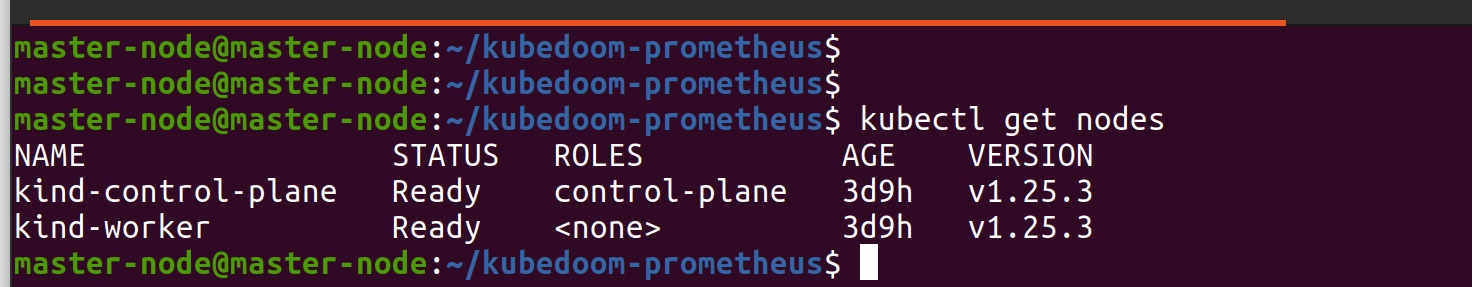 master-node@master-node:~/kubedoom-prometheus$
master-node@master-node:~/kubedoom-prometheus$
master-node@master-node:~/kubedoom-prometheus$ kubectl get nodes
NAME                 STATUS   ROLES           AGE    VERSION
kind-control-plane   Ready    control-plane   3d9h   v1.25.3
kind-worker          Ready    <none>          3d9h   v1.25.3
master-node@master-node:~/kubedoom-prometheus$